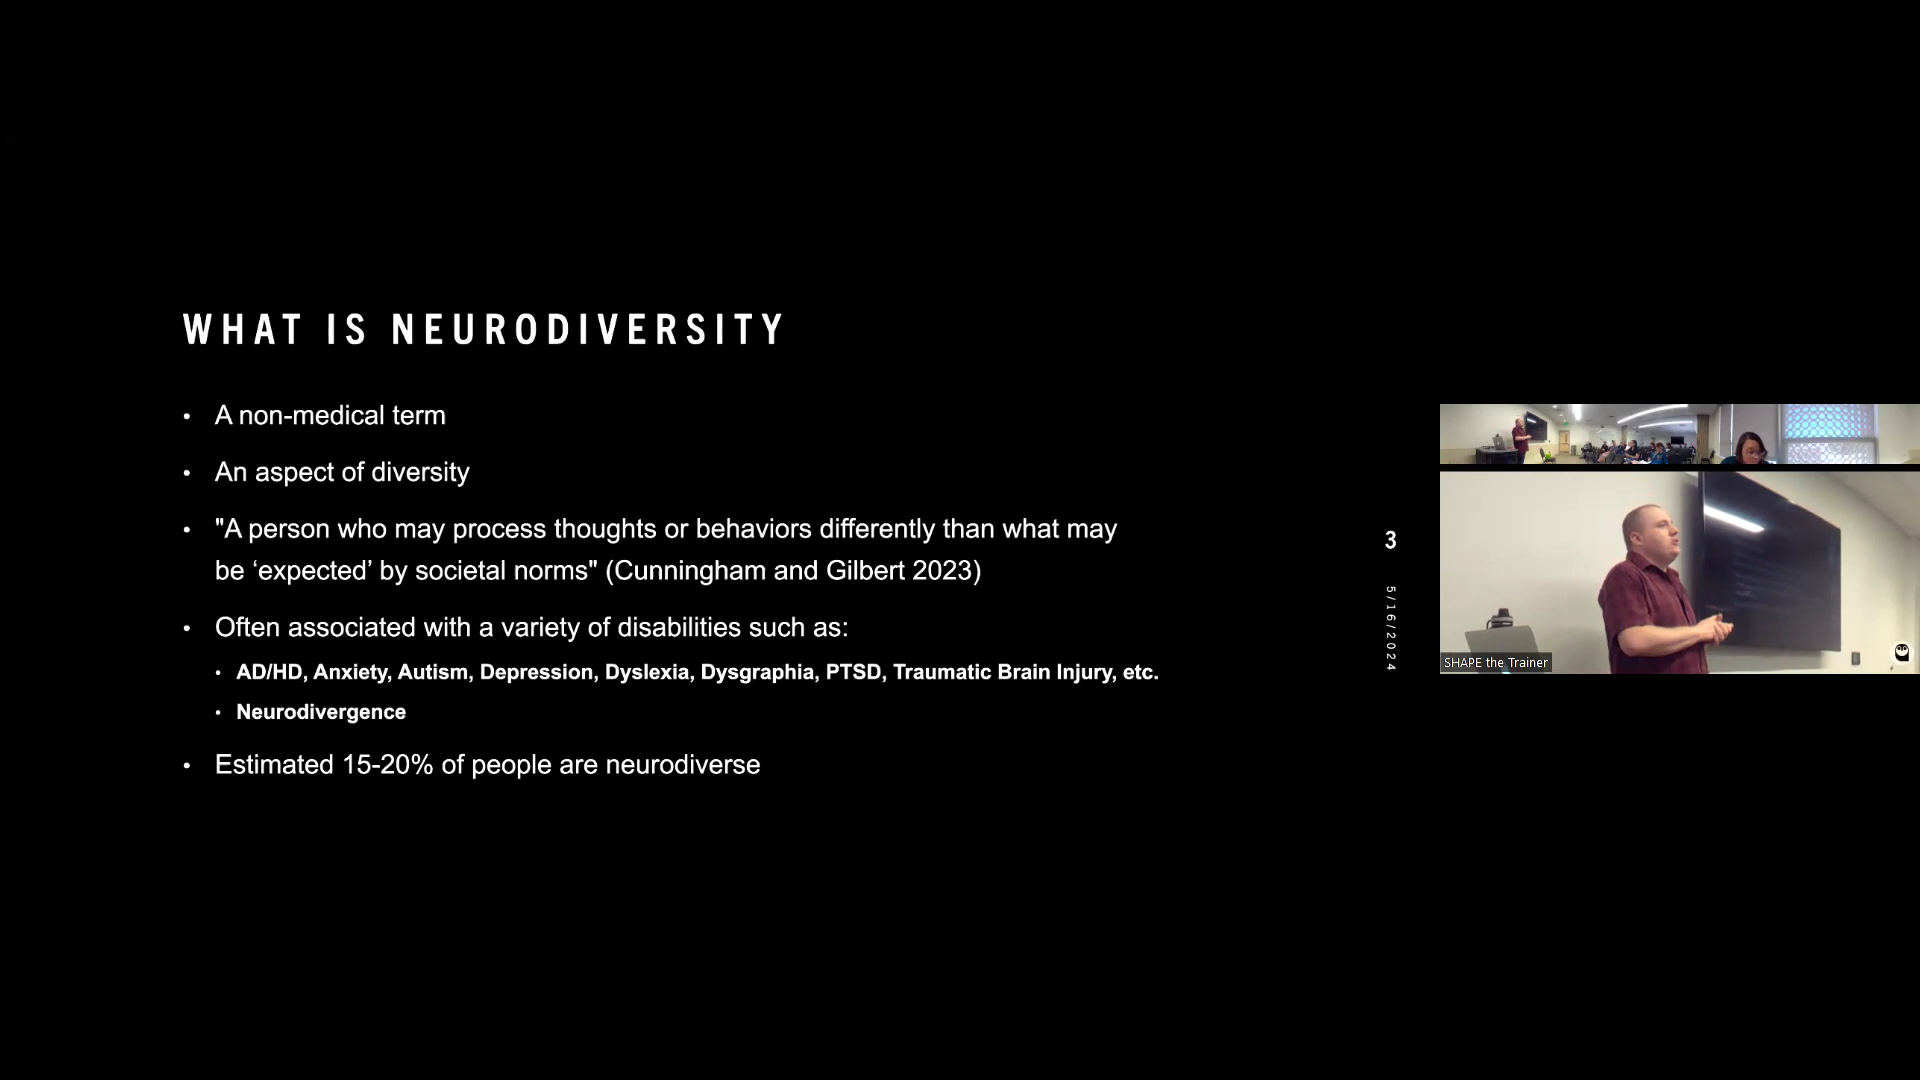 WHAT IS NEURODIVERSITY
• A non-medical term
• An aspect of diversity
• "A person who may process thoughts or behaviors differently than what may
be ‘expected’ by societal norms" (Cunningham and Gilbert 2023)
• Often associated with a variety of disabilities such as:
• AD/HD, Anxiety, Autism, Depression, Dyslexia, Dysgraphia, PTSD, Traumatic Brain Injury, etc.
• Neurodivergence
• Estimated 15-20% of people are neurodiverse
3
5/16/2024
SHAPE the Trainer